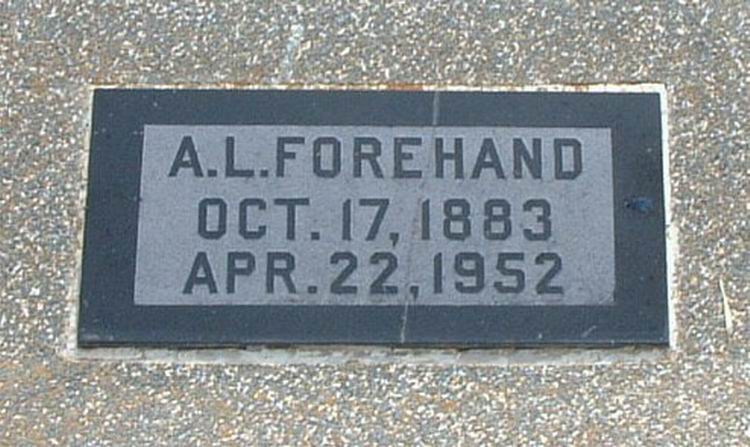 A.L.FOREHAND
OCT. 17, 1883
APR. 22, 1952